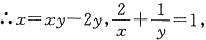 ∴x=xy−2y, 2/x + 1/y = 1,